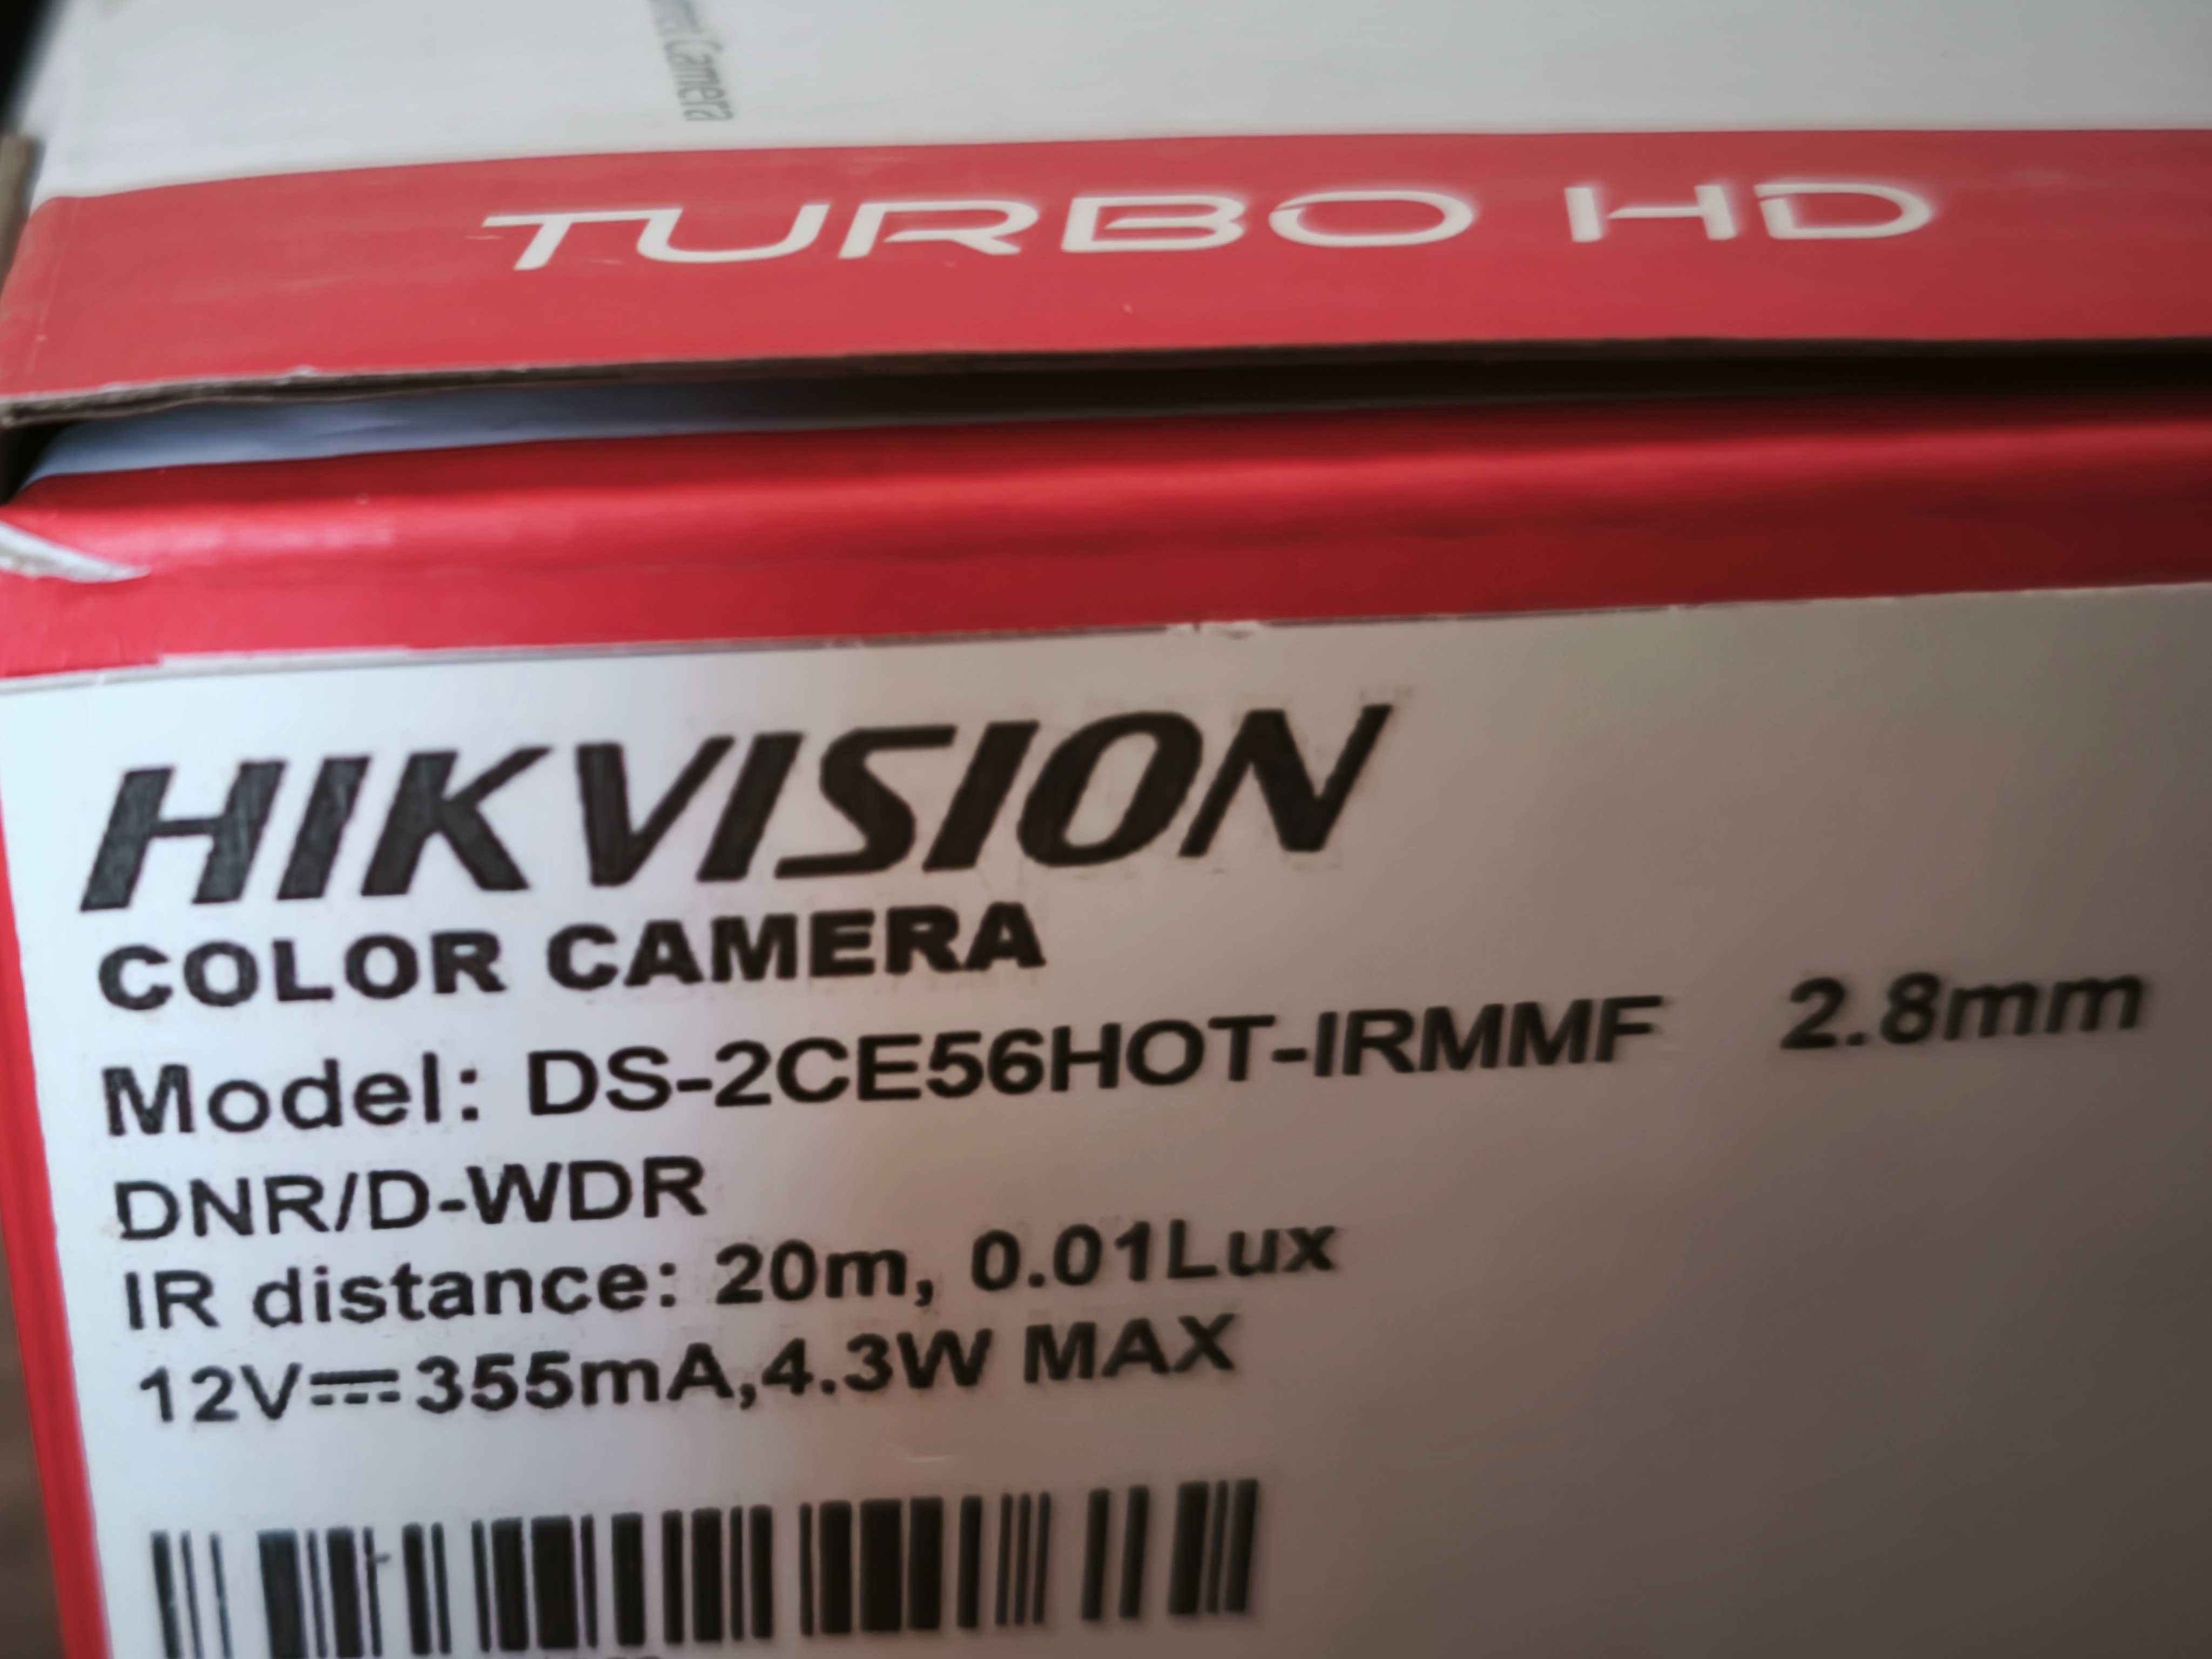 Camera
TURBO HD
HIKVISION
COLOR CAMERA
Model: DS-2CE56HOT-IRMMF 2.8mm
DNR/D-WDR
IR distance: 20m, 0.01Lux
12V⎓355mA,4.3W MAX